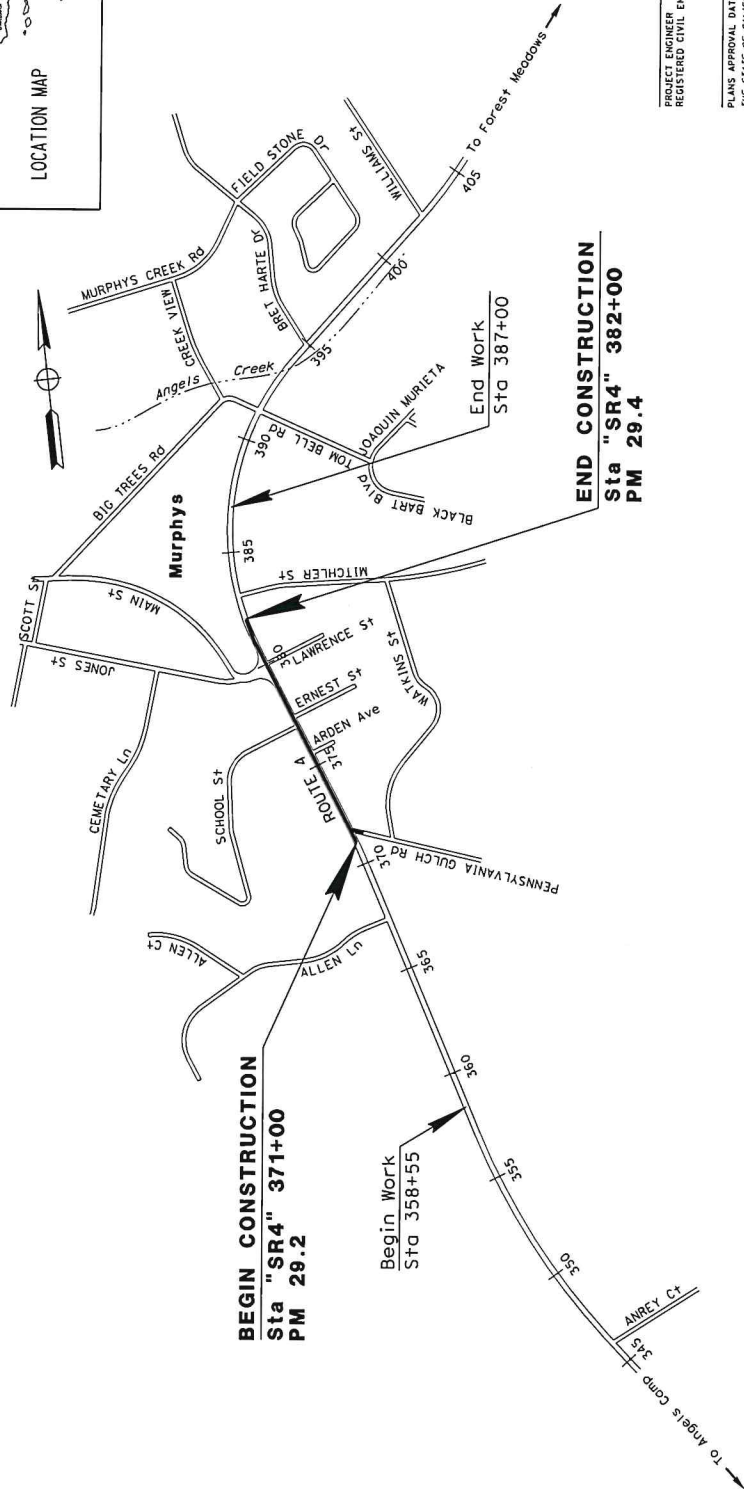 LOCATION MAP
PROJECT ENGINEER
REGISTERED CIVIL
PLANS APPROVAL
MURPHYS CREEK Rd
CREEK VIEW
FIELD STONE Dr
BRET HARTE Dr
WILLIAMS St
To Forest Meadows
405
400
395
Angels Creek
390
TOM BELL Rd
JOAQUIN MURIETA
BLACK BART Blvd
BIG TREES Rd
Murphys
SCOTT St
MAIN St
JONES St
CEMETARY Ln
385
MITCHLER St
End Work
Sta 387+00
END CONSTRUCTION
Sta "SR4" 382+00
PM 29.4
380
LAWRENCE St
ERNEST St
ARDEN Ave
WATKINS St
SCHOOL St
ROUTE 4
375
370
PENNSYLVANIA GULCH Rd
ALLEN Ct
ALLEN Ln
365
BEGIN CONSTRUCTION
Sta "SR4" 371+00
PM 29.2
360
Begin Work
Sta 358+55
355
350
ANREY Ct
345
To Angels Camp